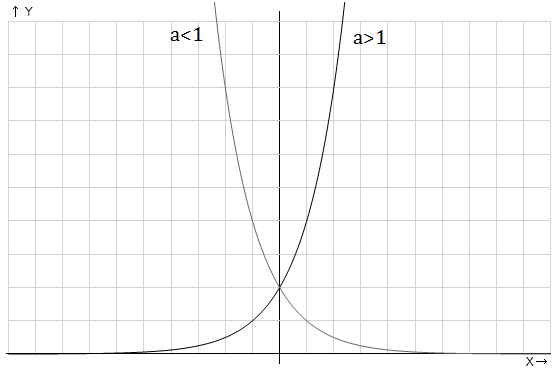 ↑ Y
a<1
a>1
X→